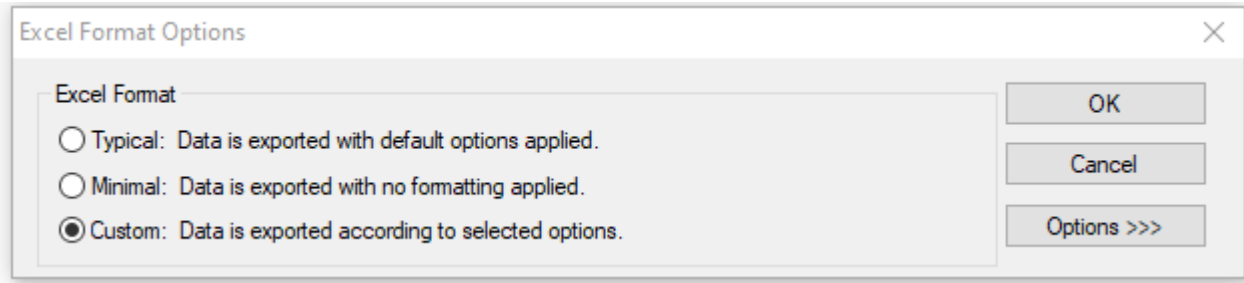 Excel Format Options
Excel Format
Typical: Data is exported with default options applied.
Minimal: Data is exported with no formatting applied.
Custom: Data is exported according to selected options.
OK
Cancel
Options >>>